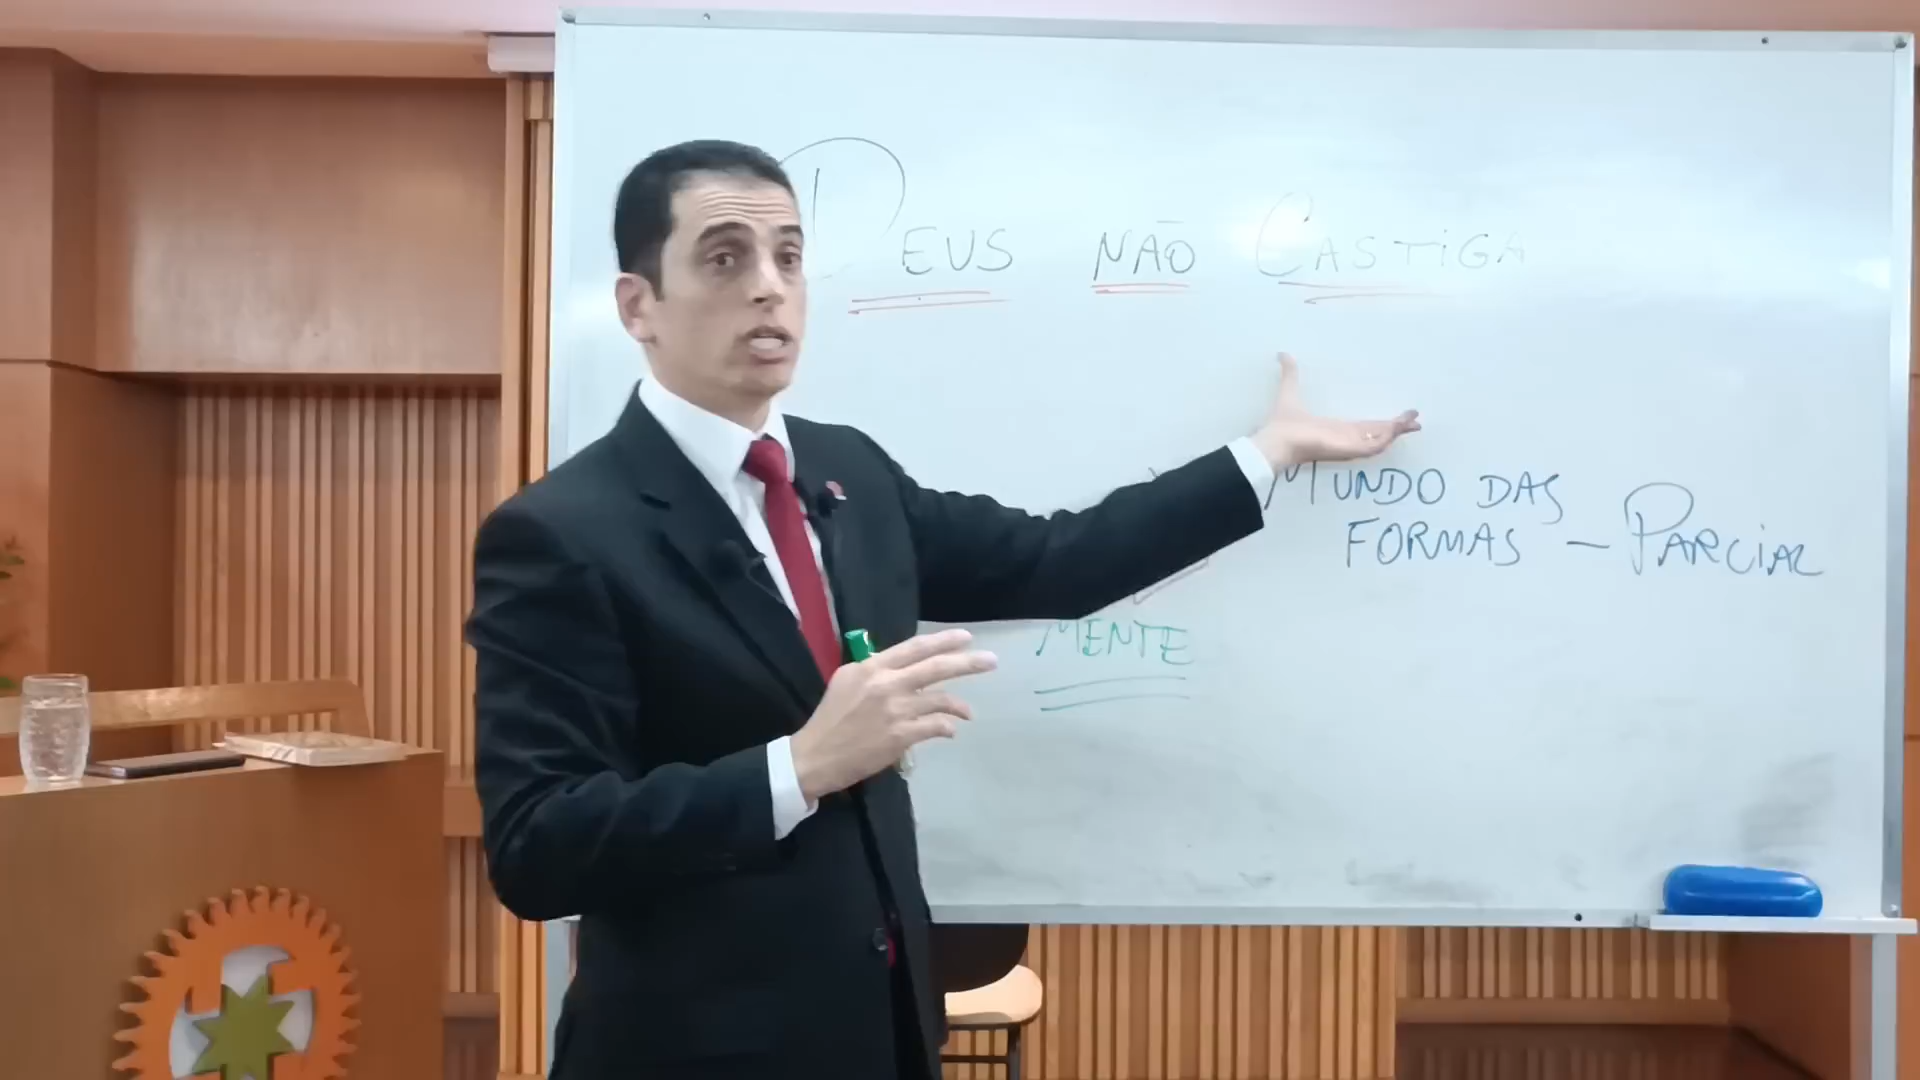 DEUS NÃO CASTIGA
MUNDO DAS
FORMAS - PARCIAL
MENTE